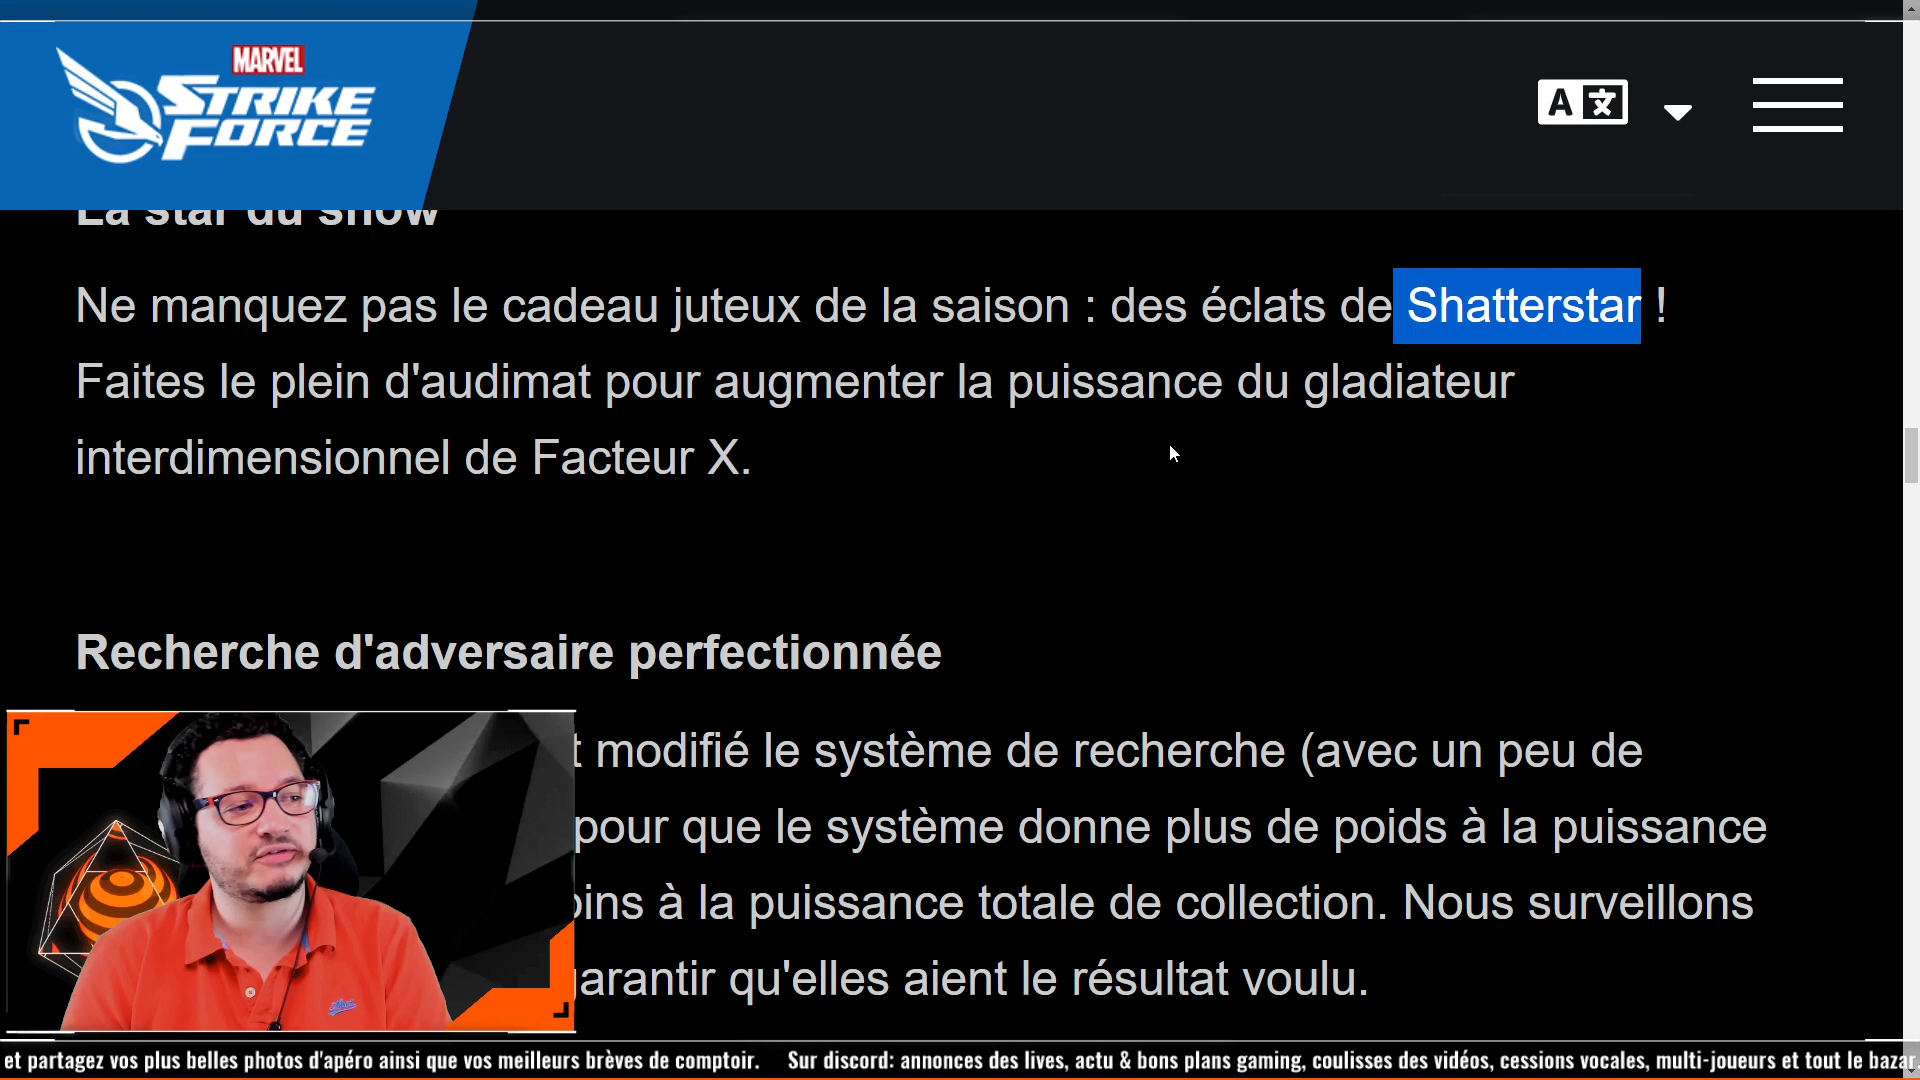 MARVEL
STRIKE
FORCE
A 文
La star du show
Ne manquez pas le cadeau juteux de la saison : des éclats de Shatterstar !
Faites le plein d'audimat pour augmenter la puissance du gladiateur
interdimensionnel de Facteur X.
Recherche d'adversaire perfectionnée
t modifié le système de recherche (avec un peu de
pour que le système donne plus de poids à la puissance
oins à la puissance totale de collection. Nous surveillons
garantir qu'elles aient le résultat voulu.
et partagez vos plus belles photos d'apéro ainsi que vos meilleurs brèves de comptoir. Sur discord: annonces des lives, actu & bons plans gaming, coulisses des vidéos, cessions vocales, multi-joueurs et tout le bazar